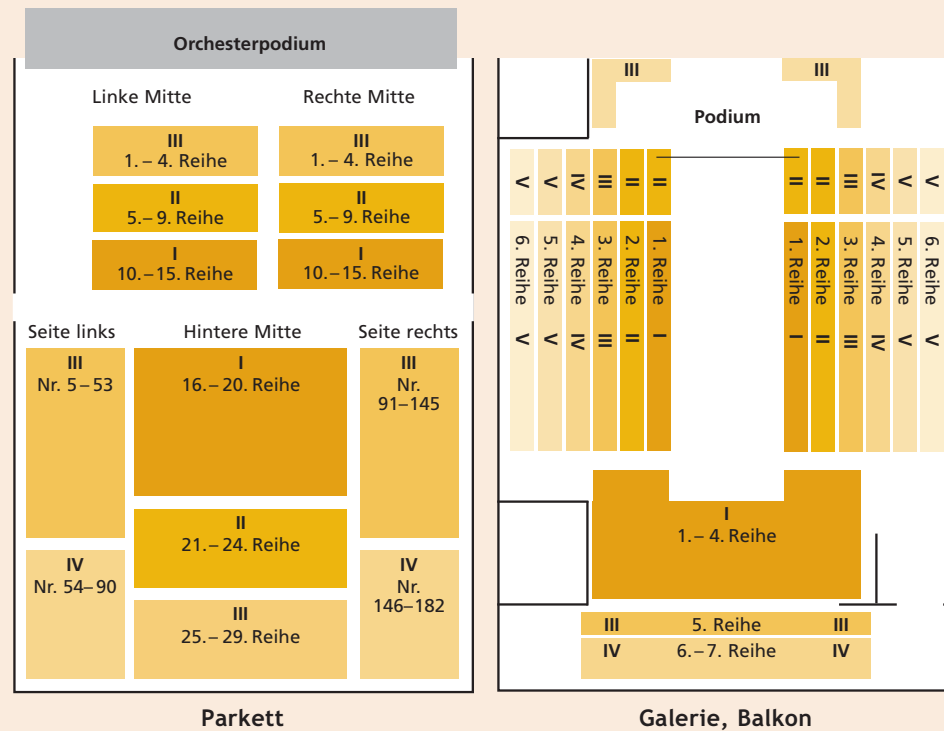 Orchesterpodium
Linke Mitte
Rechte Mitte
III
1. – 4. Reihe
III
1. – 4. Reihe
II
5.– 9. Reihe
II
5.– 9. Reihe
I
10.–15. Reihe
I
10.–15. Reihe
Seite links
Hintere Mitte
Seite rechts
III
Nr. 5 – 53
I
16.– 20. Reihe
III
Nr.
91–145
II
21.– 24. Reihe
IV
Nr. 54– 90
IV
Nr.
146–182
III
25.– 29. Reihe
Parkett
III
III
Podium
V
V
IV
III
II
II
II
II
III
IV
V
V
6. Reihe
5. Reihe
4. Reihe
3. Reihe
2. Reihe
1. Reihe
1. Reihe
2. Reihe
3. Reihe
4. Reihe
5. Reihe
6. Reihe
V
V
IV
III
II
I
I
II
III
IV
V
V
I
1. – 4. Reihe
III 5. Reihe III
IV 6. – 7. Reihe IV
Galerie, Balkon